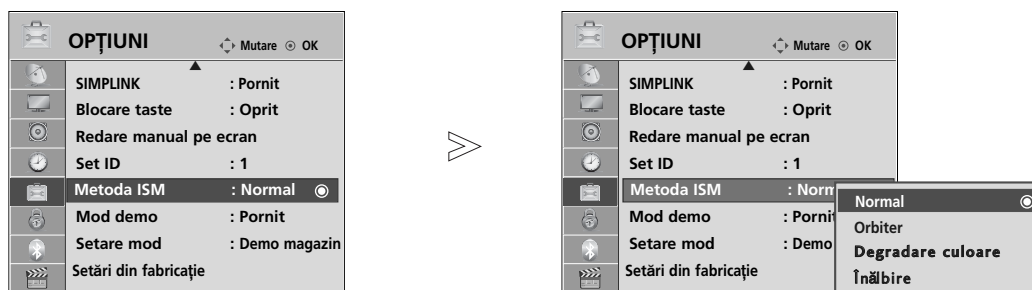 OPȚIUNI Mutare OK
SIMPLINK : Pornit
Blocare taste : Oprit
Redare manual pe ecran
Set ID : 1
Metoda ISM : Normal
Mod demo : Pornit
Setare mod : Demo magazin
Setări din fabricație
OPȚIUNI Mutare OK
SIMPLINK : Pornit
Blocare taste : Oprit
Redare manual pe ecran
Set ID : 1
Metoda ISM : Norm
Mod demo : Pornit
Setare mod : Demo
Setări din fabricație
Normal
Orbiter
Degradare culoare
Înălbire